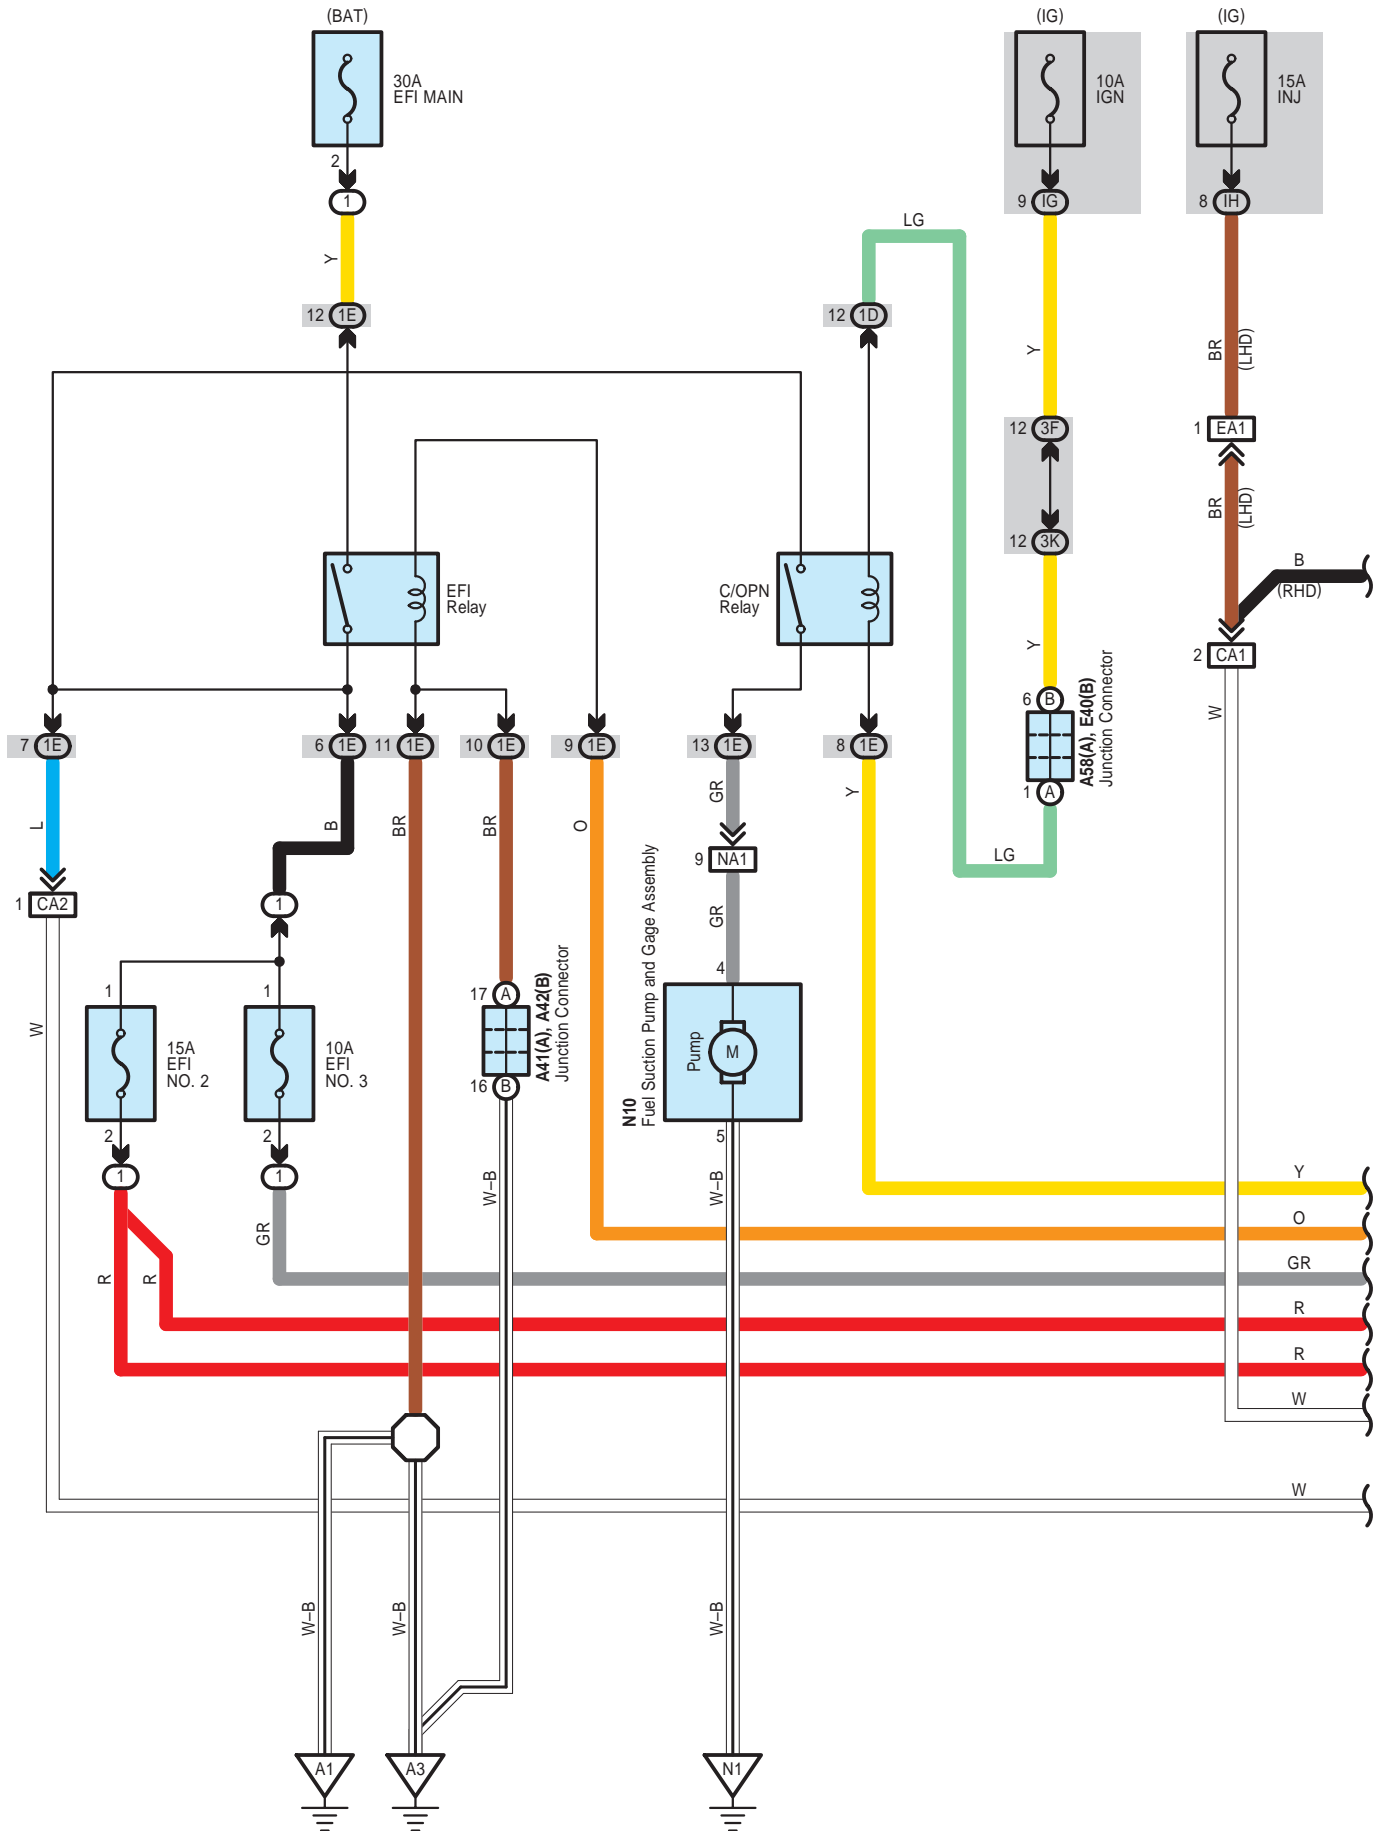 (BAT)
(IG)
(IG)
30A
EFI MAIN
10A
IGN
15A
INJ
2
1
9 IG
8 IH
LG
Y
12 1E
12 1D
Y
BR
(LHD)
12 3F
1 EA1
BR
(LHD)
12 3K
B
(RHD)
EFI
Relay
C/OPN
Relay
Y
2 CA1
6 B
A58(A), E40(B)
Junction Connector
1 A
W
7 1E
6 1E
11 1E
10 1E
9 1E
13 1E
8 1E
L
B
BR
BR
O
GR
Y
LG
9 NA1
1 CA2
1
GR
N10
Fuel Suction Pump and Gage Assembly
4
Pump
M
5
17 A
A41(A), A42(B)
Junction Connector
16 B
W
1
15A
EFI
NO. 2
2
1
1
10A
EFI
NO. 3
2
1
W-B
W-B
GR
R
R
Y
O
GR
R
R
W
W
W-B
W-B
W-B
A1
A3
N1